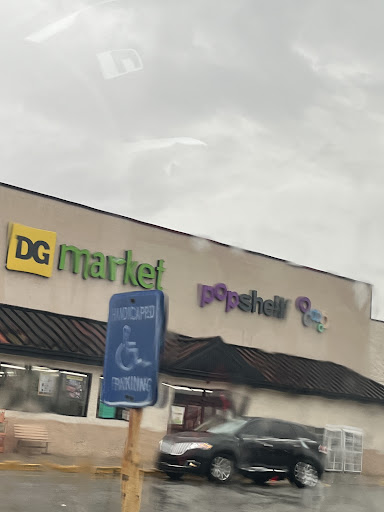 DG market
popshelf
HANDICAPPED
PARKING